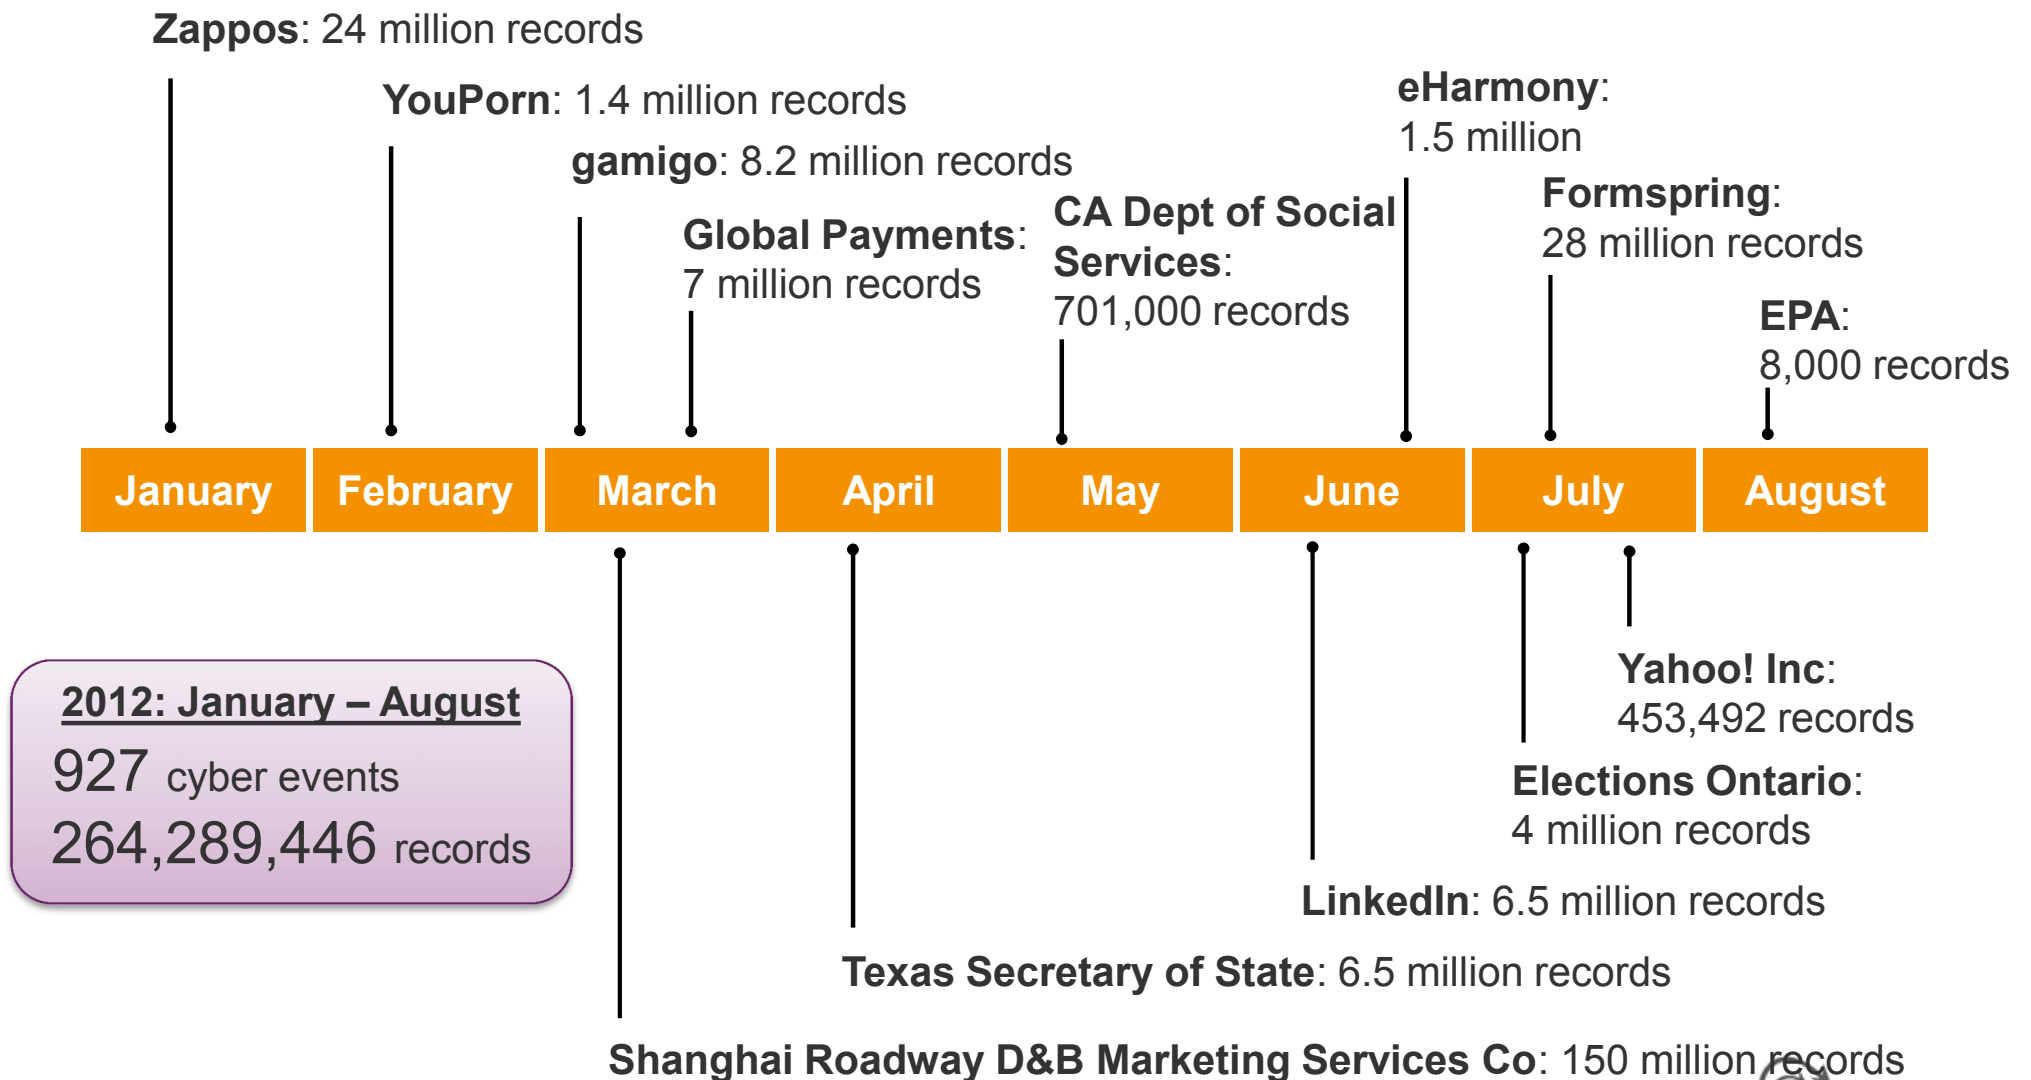 Zappos: 24 million records
YouPorn: 1.4 million records
gamigo: 8.2 million records
Global Payments:
7 million records
CA Dept of Social
Services:
701,000 records
eHarmony:
1.5 million
Formspring:
28 million records
EPA:
8,000 records
January
February
March
April
May
June
July
August
2012: January – August
927 cyber events
264,289,446 records
Yahoo! Inc:
453,492 records
Elections Ontario:
4 million records
LinkedIn: 6.5 million records
Texas Secretary of State: 6.5 million records
Shanghai Roadway D&B Marketing Services Co: 150 million records